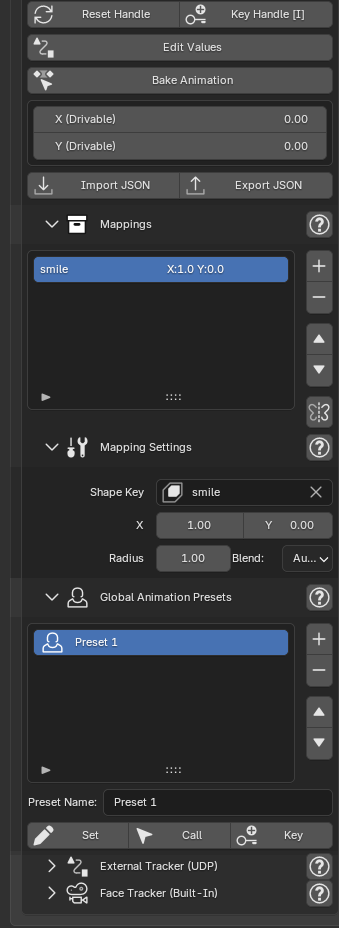 Reset Handle Key Handle [I]
Edit Values
Bake Animation
X (Drivable) 0.00
Y (Drivable) 0.00
Import JSON Export JSON
Mappings
smile X:1.0 Y:0.0
Mapping Settings
Shape Key smile
X 1.00 Y 0.00
Radius 1.00 Blend: Au...
Global Animation Presets
Preset 1
Preset Name: Preset 1
Set Call Key
External Tracker (UDP)
Face Tracker (Built-In)